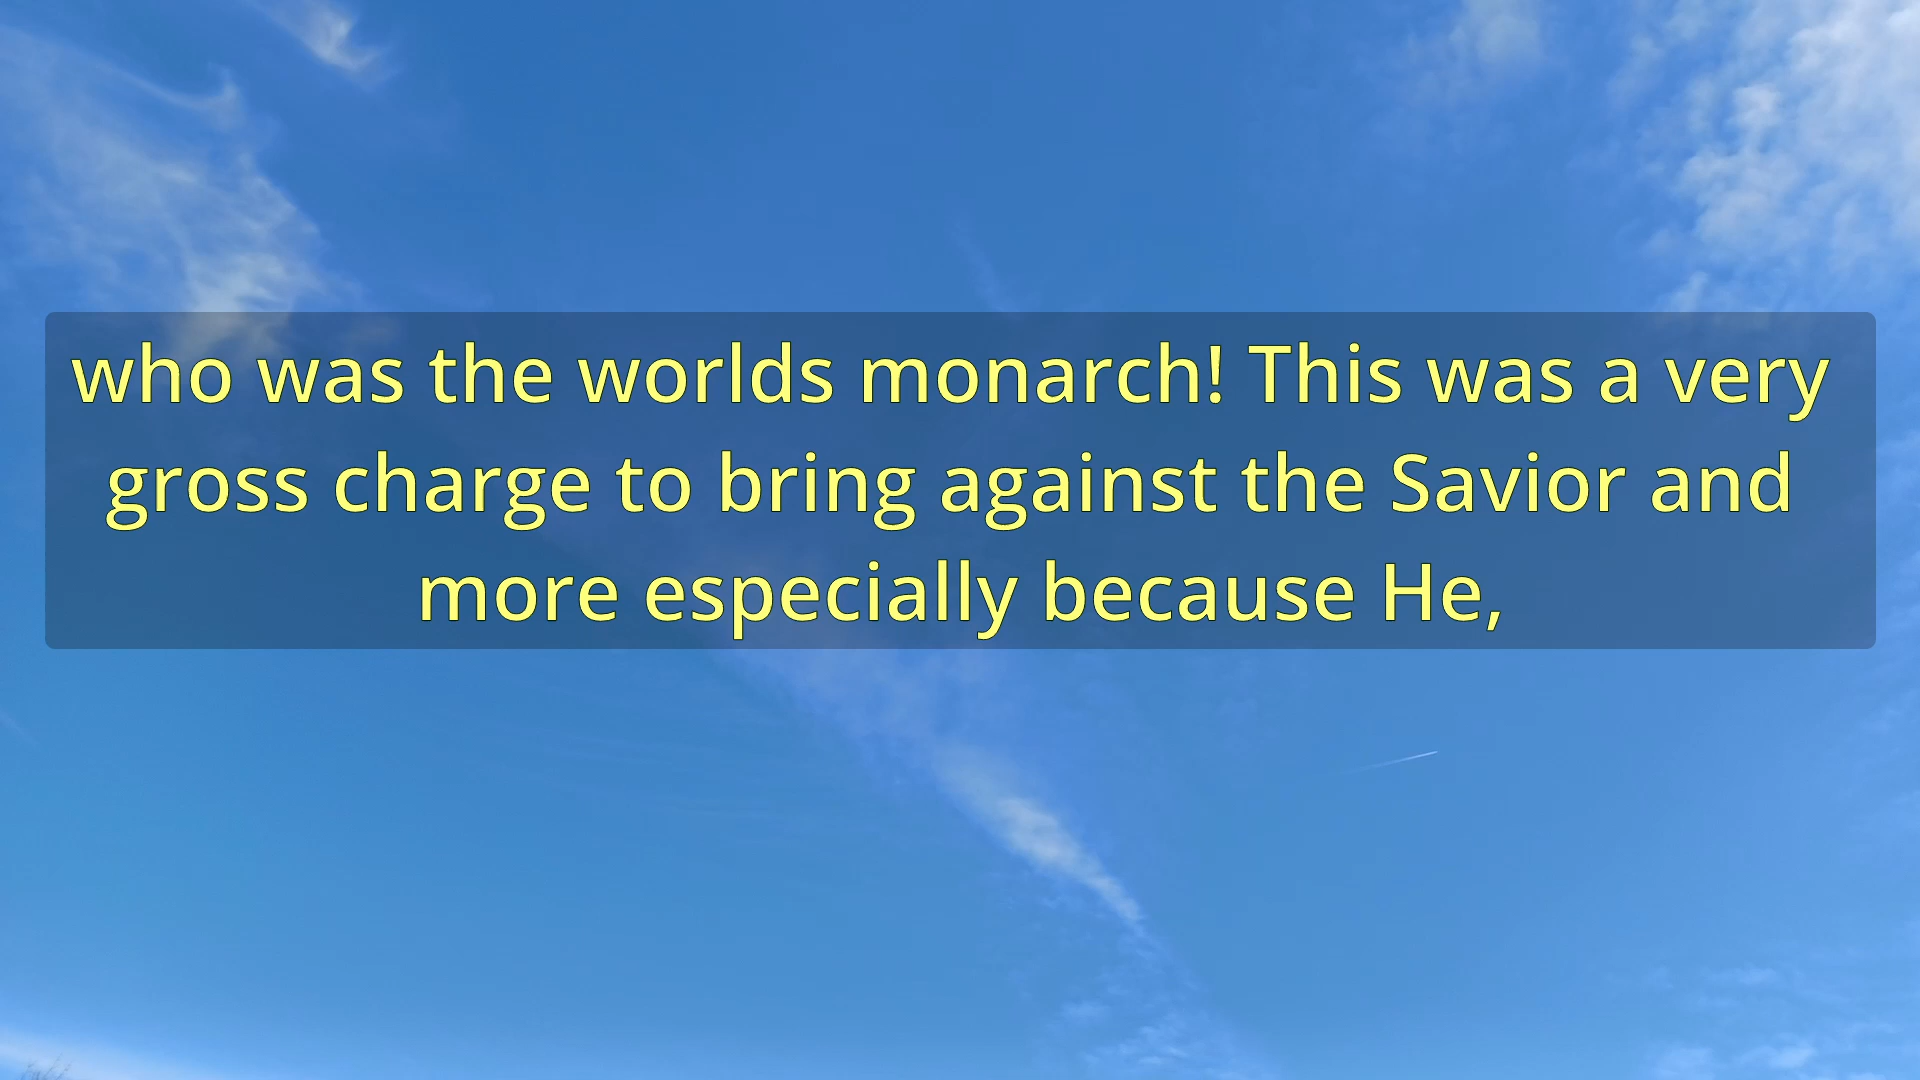 who was the worlds monarch! This was a very
gross charge to bring against the Savior and
more especially because He,